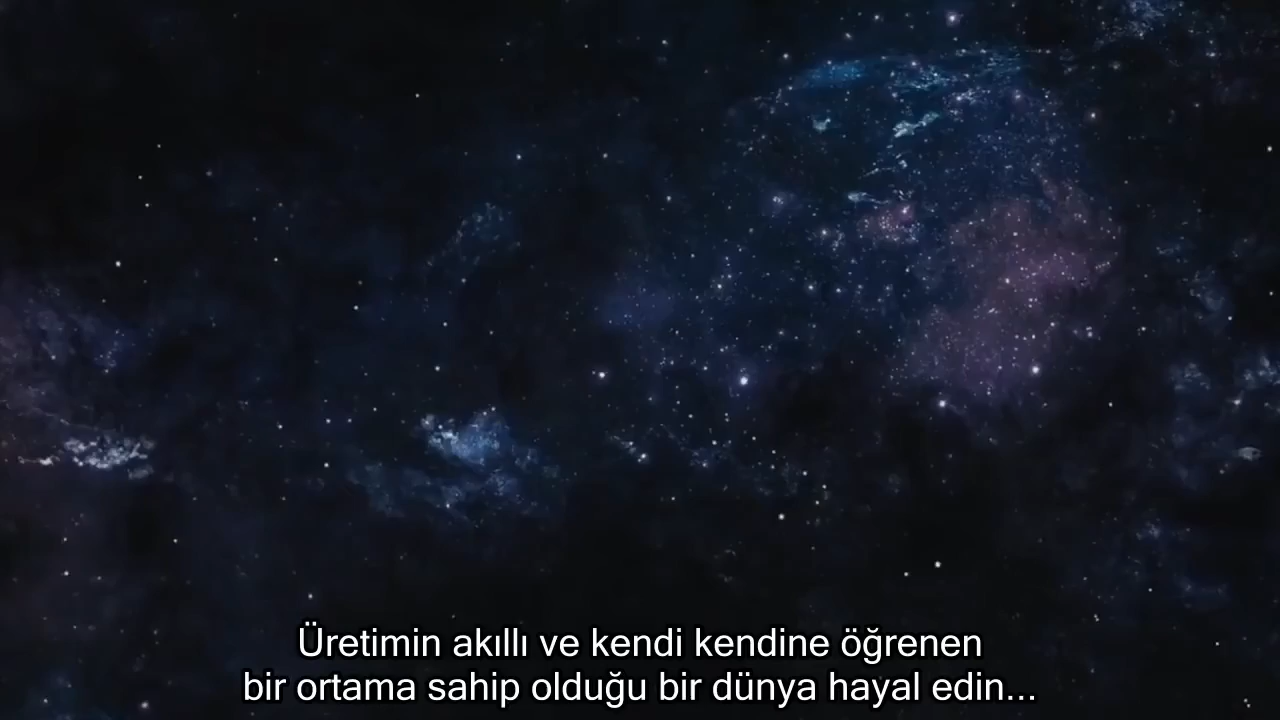 Üretimin akıllı ve kendi kendine öğrenen
bir ortama sahip olduğu bir dünya hayal edin...